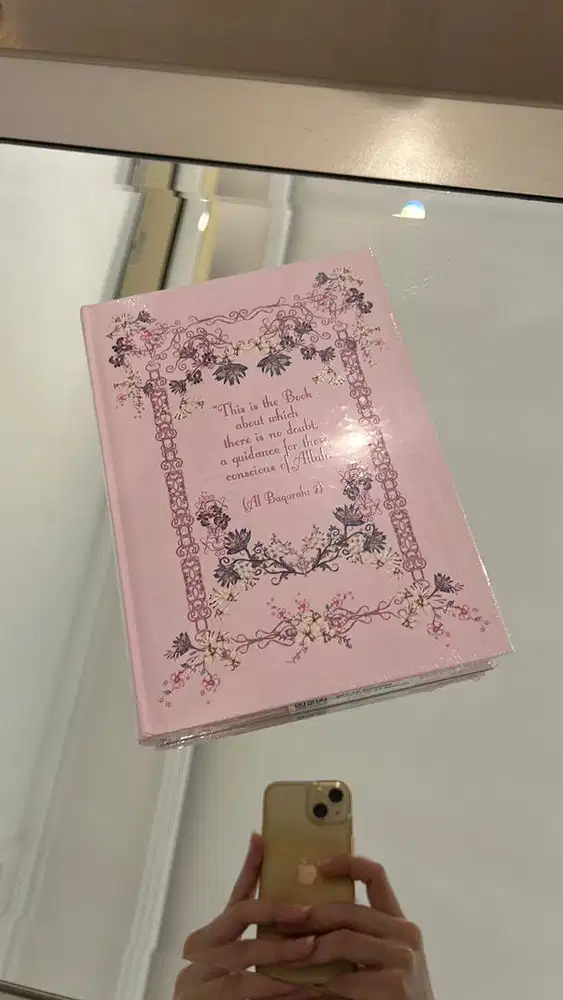 "This is the Book
about which
there is no doubt,
a guidance for those
conscious of Allah."
(Al Baqarah: 2)